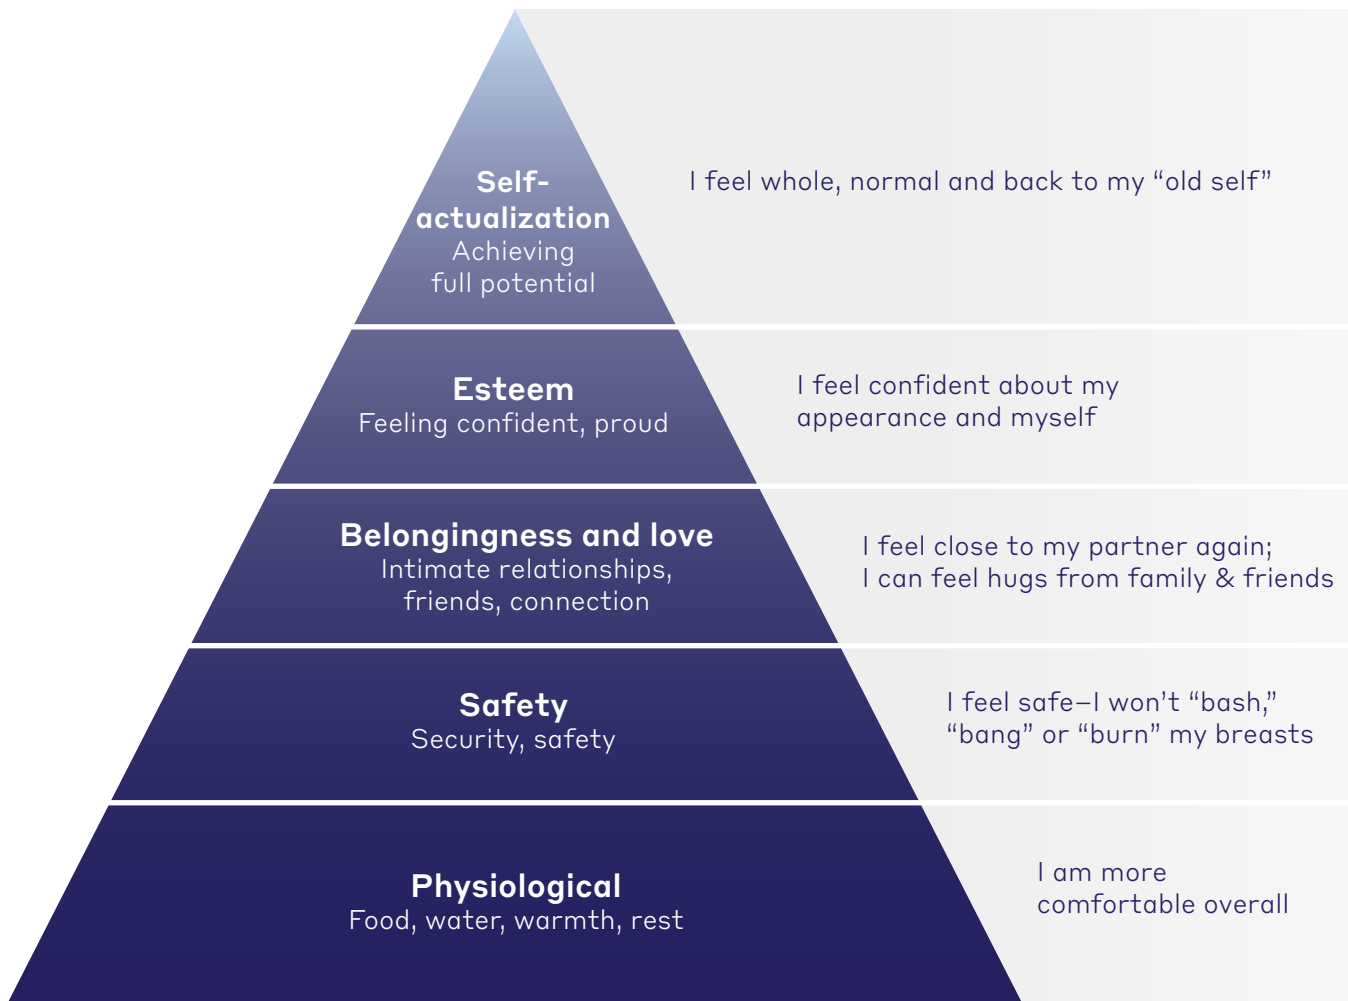 Self-
actualization
Achieving
full potential
I feel whole, normal and back to my “old self”
Esteem
Feeling confident, proud
I feel confident about my
appearance and myself
Belongingness and love
Intimate relationships,
friends, connection
I feel close to my partner again;
I can feel hugs from family & friends
Safety
Security, safety
I feel safe–I won’t “bash,”
“bang” or “burn” my breasts
Physiological
Food, water, warmth, rest
I am more
comfortable overall